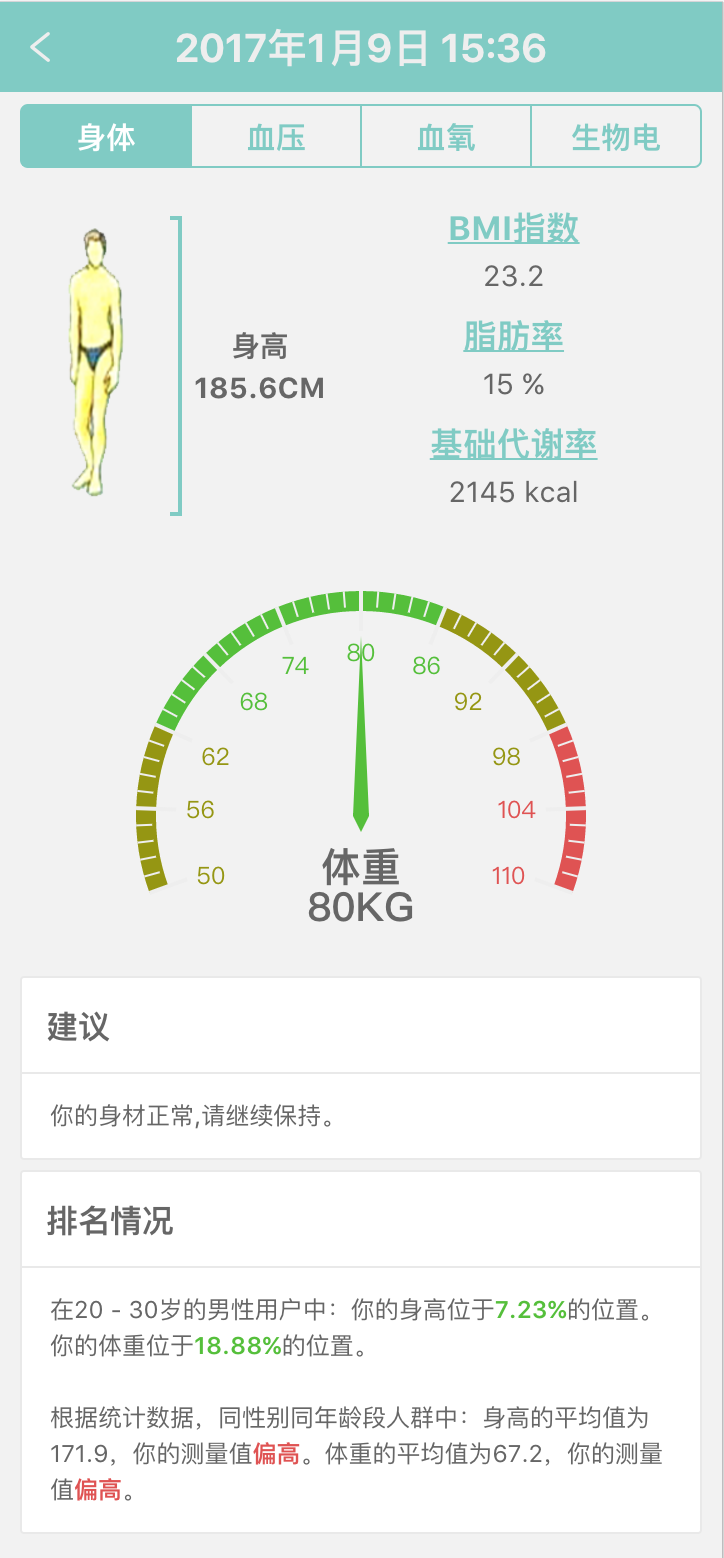 2017年1月9日 15:36
身体 血压 血氧 生物电
BMI指数
23.2
脂肪率
15 %
身高
185.6CM
基础代谢率
2145 kcal
50
56
62
68
74
80
86
92
98
104
110
体重
80KG
建议
你的身材正常,请继续保持。
排名情况
在20 - 30岁的男性用户中：你的身高位于7.23%的位置。
你的体重位于18.88%的位置。
根据统计数据，同性别同年龄段人群中：身高的平均值为
171.9，你的测量值偏高。体重的平均值为67.2，你的测量
值偏高。